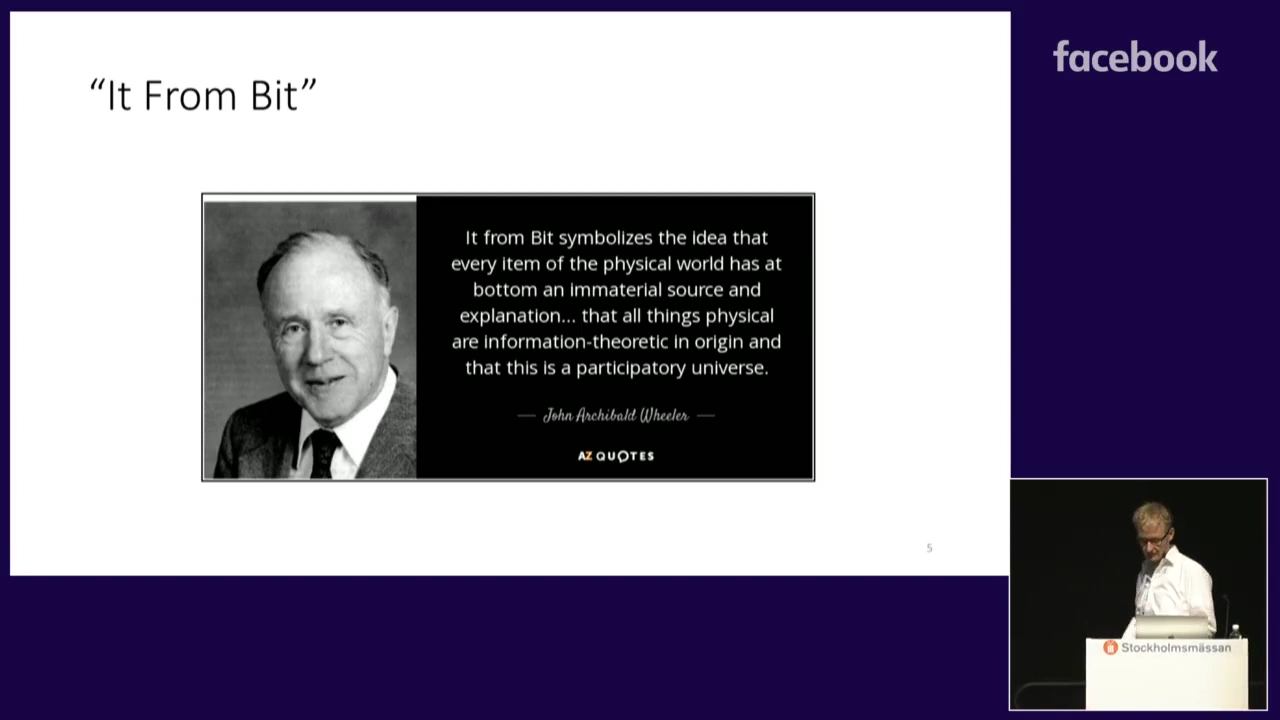 “It From Bit”
facebook
It from Bit symbolizes the idea that
every item of the physical world has at
bottom an immaterial source and
explanation... that all things physical
are information-theoretic in origin and
that this is a participatory universe.
— John Archibald Wheeler —
AZ QUOTES
5
Stockholmsmässan